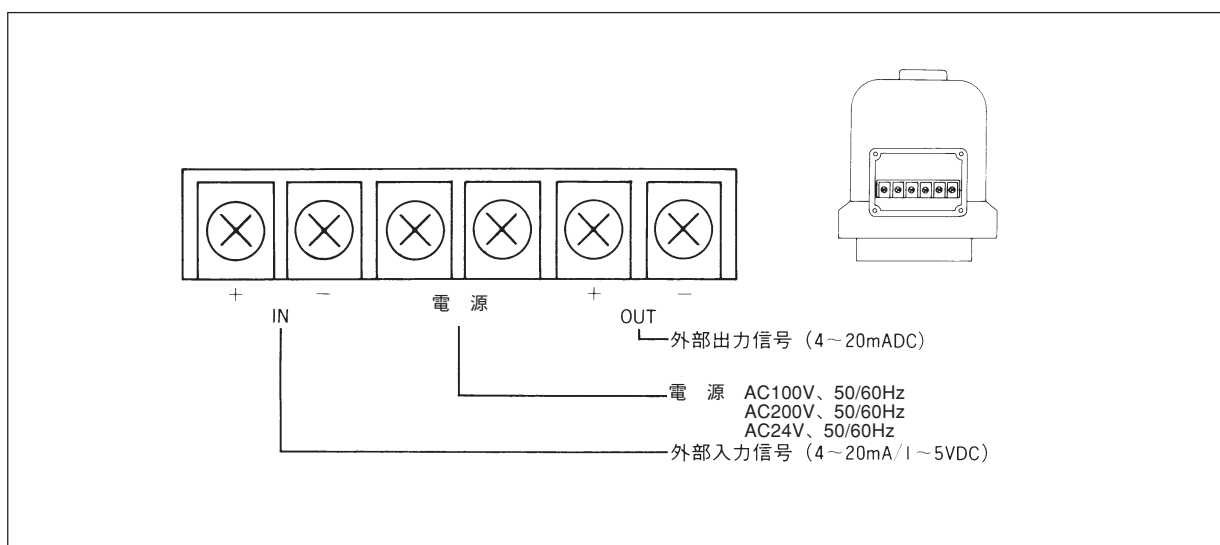 + − 電 源 + −
IN OUT
外部出力信号（4～20mADC）
電 源 AC100V、50/60Hz
AC200V、50/60Hz
AC24V、50/60Hz
外部入力信号（4～20mA/1～5VDC）